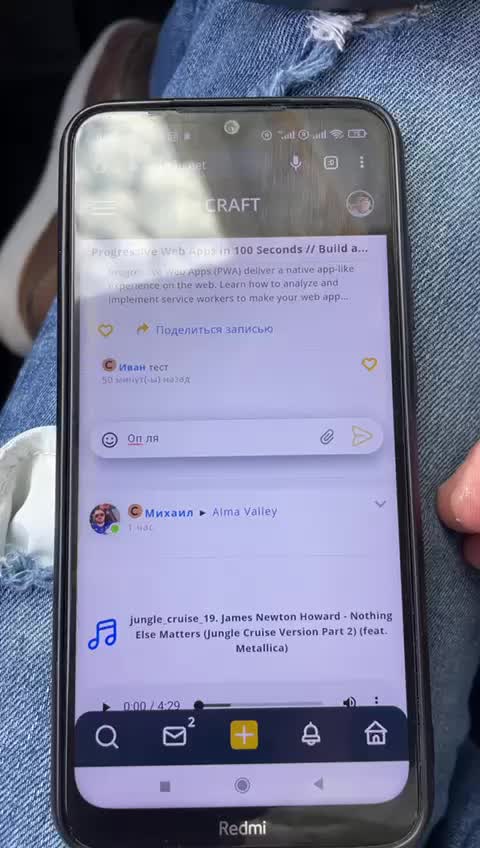 CRAFT
Progressive Web Apps in 100 Seconds // Build a...
Progressive Web Apps (PWA) deliver a native app-like
experience on the web. Learn how to analyze and
implement service workers to make your web app...
Поделиться записью
Иван тест
50 минут(-ы) назад
Оп ля
Михаил ► Alma Valley
1 час
jungle_cruise_19. James Newton Howard - Nothing
Else Matters (Jungle Cruise Version Part 2) (feat.
Metallica)
0:00 / 4:29
2
Redmi